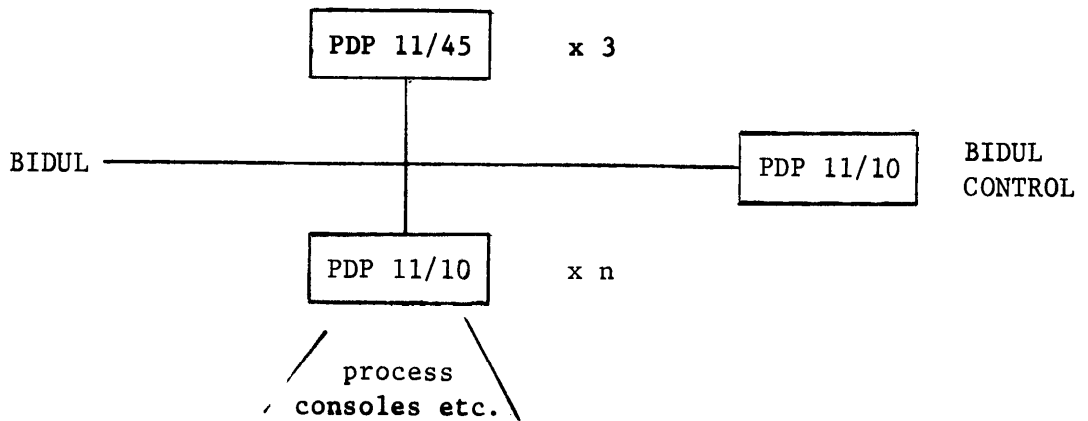 PDP 11/45 x 3
BIDUL
PDP 11/10
BIDUL
CONTROL
PDP 11/10 x n
process
consoles etc.